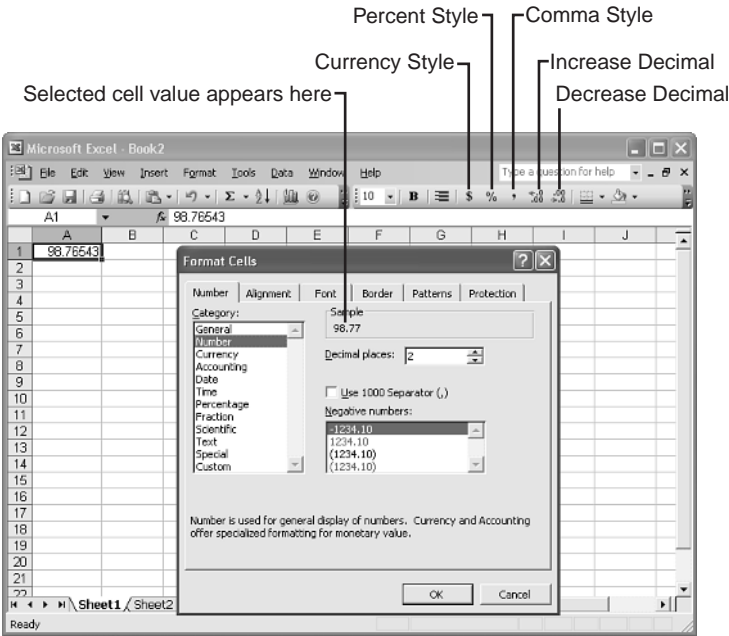 Percent Style
Comma Style
Currency Style
Increase Decimal
Selected cell value appears here
Decrease Decimal
Microsoft Excel - Book2
File Edit View Insert Format Tools Data Window Help
Type a question for help
10 B $ % ,
A1 fx 98.76543
A B C D E F G H I J
1 98.76543
Format Cells
2
3
Number Alignment Font Border Patterns Protection
4
Category:
Sample
5
General
98.77
6
Number
7
Currency
Decimal places: 2
8
Accounting
Date
9
Time
Use 1000 Separator (,)
10
Percentage
Negative numbers:
11
Fraction
-1234.10
12
Scientific
1234.10
13
Text
(1234.10)
Special
14
Custom
(1234.10)
15
16
17
Number is used for general display of numbers. Currency and Accounting
18
offer specialized formatting for monetary value.
19
20
21
OK Cancel
22
Sheet1 Sheet2
Ready